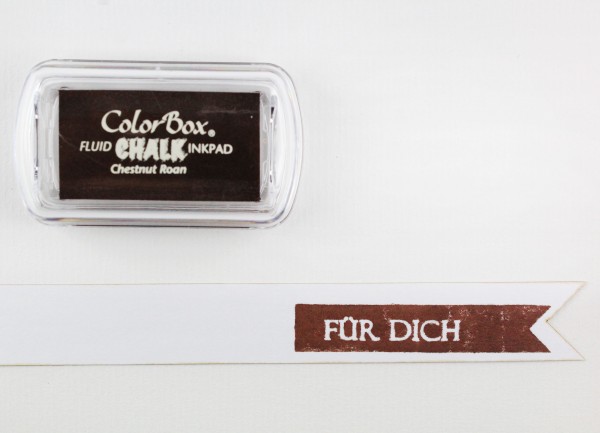 ColorBox®
FLUID CHALK INKPAD
Chestnut Roan
FÜR DICH